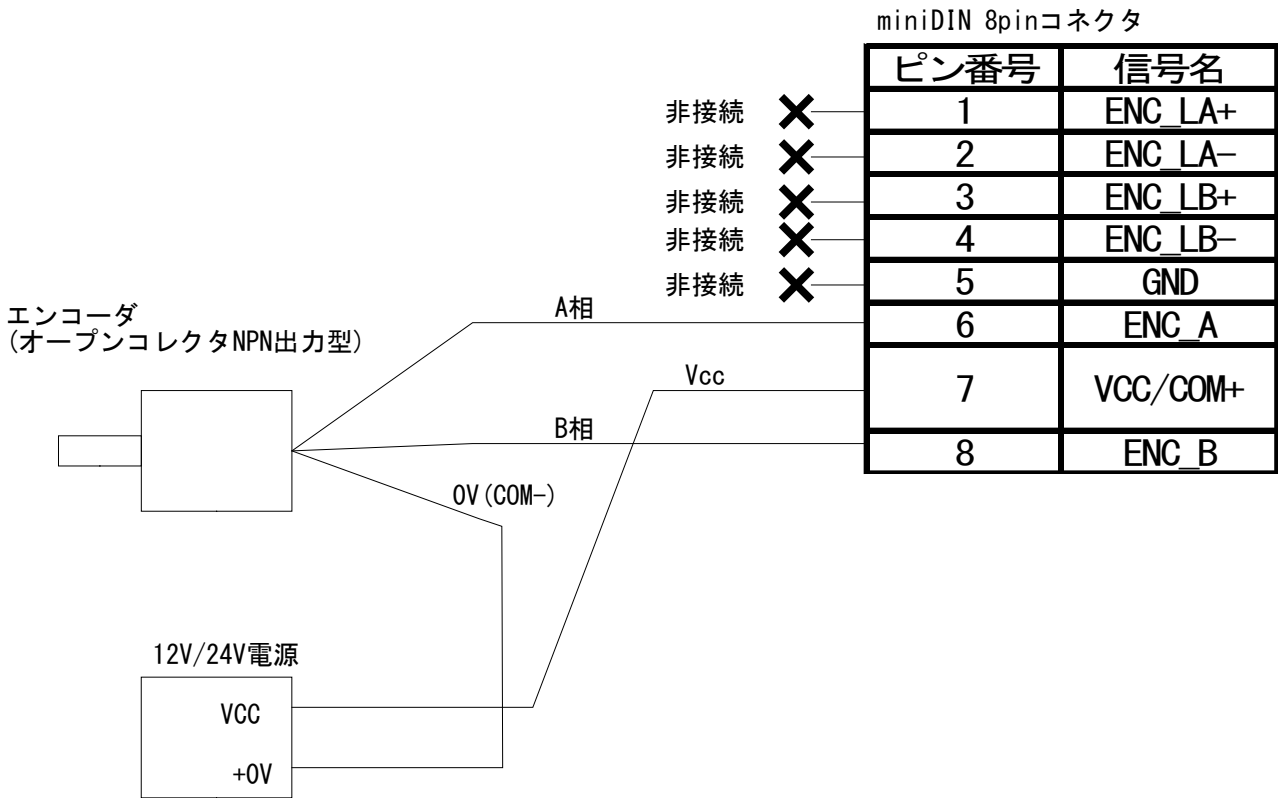 miniDIN 8pinコネクタ
ピン番号 信号名
非接続 1 ENC_LA+
非接続 2 ENC_LA−
非接続 3 ENC_LB+
非接続 4 ENC_LB−
非接続 5 GND
A相 6 ENC_A
エンコーダ
(オープンコレクタNPN出力型)
Vcc 7 VCC/COM+
B相 8 ENC_B
0V(COM−)
12V/24V電源
VCC
+0V